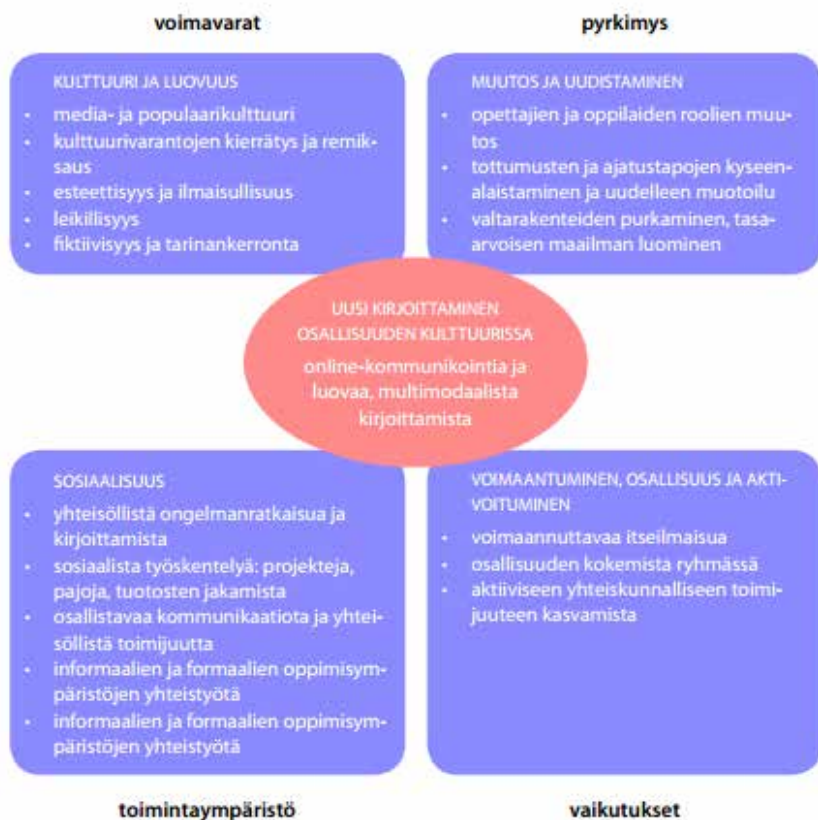 voimavarat
KULTTUURI JA LUOVUUS
• media- ja populaarikulttuuri
• kulttuurivarantojen kierrätys ja remik-
saus
• esteettisyys ja ilmaisullisuus
• leikillisyys
• fiktiivisyys ja tarinankerronta
pyrkimys
MUUTOS JA UUDISTAMINEN
• opettajien ja oppilaiden roolien muu-
tos
• tottumusten ja ajatustapojen kyseen-
alaistaminen ja uudelleen muotoilu
• valtarakenteiden purkaminen, tasa-
arvoisen maailman luominen
UUSI KIRJOITTAMINEN
OSALLISUUDEN KULTTUURISSA
online-kommunikointia ja
luovaa, multimodaalista
kirjoittamista
SOSIAALISUUS
• yhteisöllistä ongelmanratkaisua ja
kirjoittamista
• sosiaalista työskentelyä: projekteja,
pajoja, tuotosten jakamista
• osallistavaa kommunikaatiota ja yhtei-
söllistä toimijuutta
• informaalien ja formaalien oppimisym-
päristöjen yhteistyötä
• informaalien ja formaalien oppimisym-
päristöjen yhteistyötä
toimintaympäristö
VOIMAANTUMINEN, OSALLISUUS JA AKTI-
VOITUMINEN
• voimaannuttavaa itseilmaisua
• osallisuuden kokemista ryhmässä
• aktiiviseen yhteiskunnalliseen toimi-
juuteen kasvamista
vaikutukset